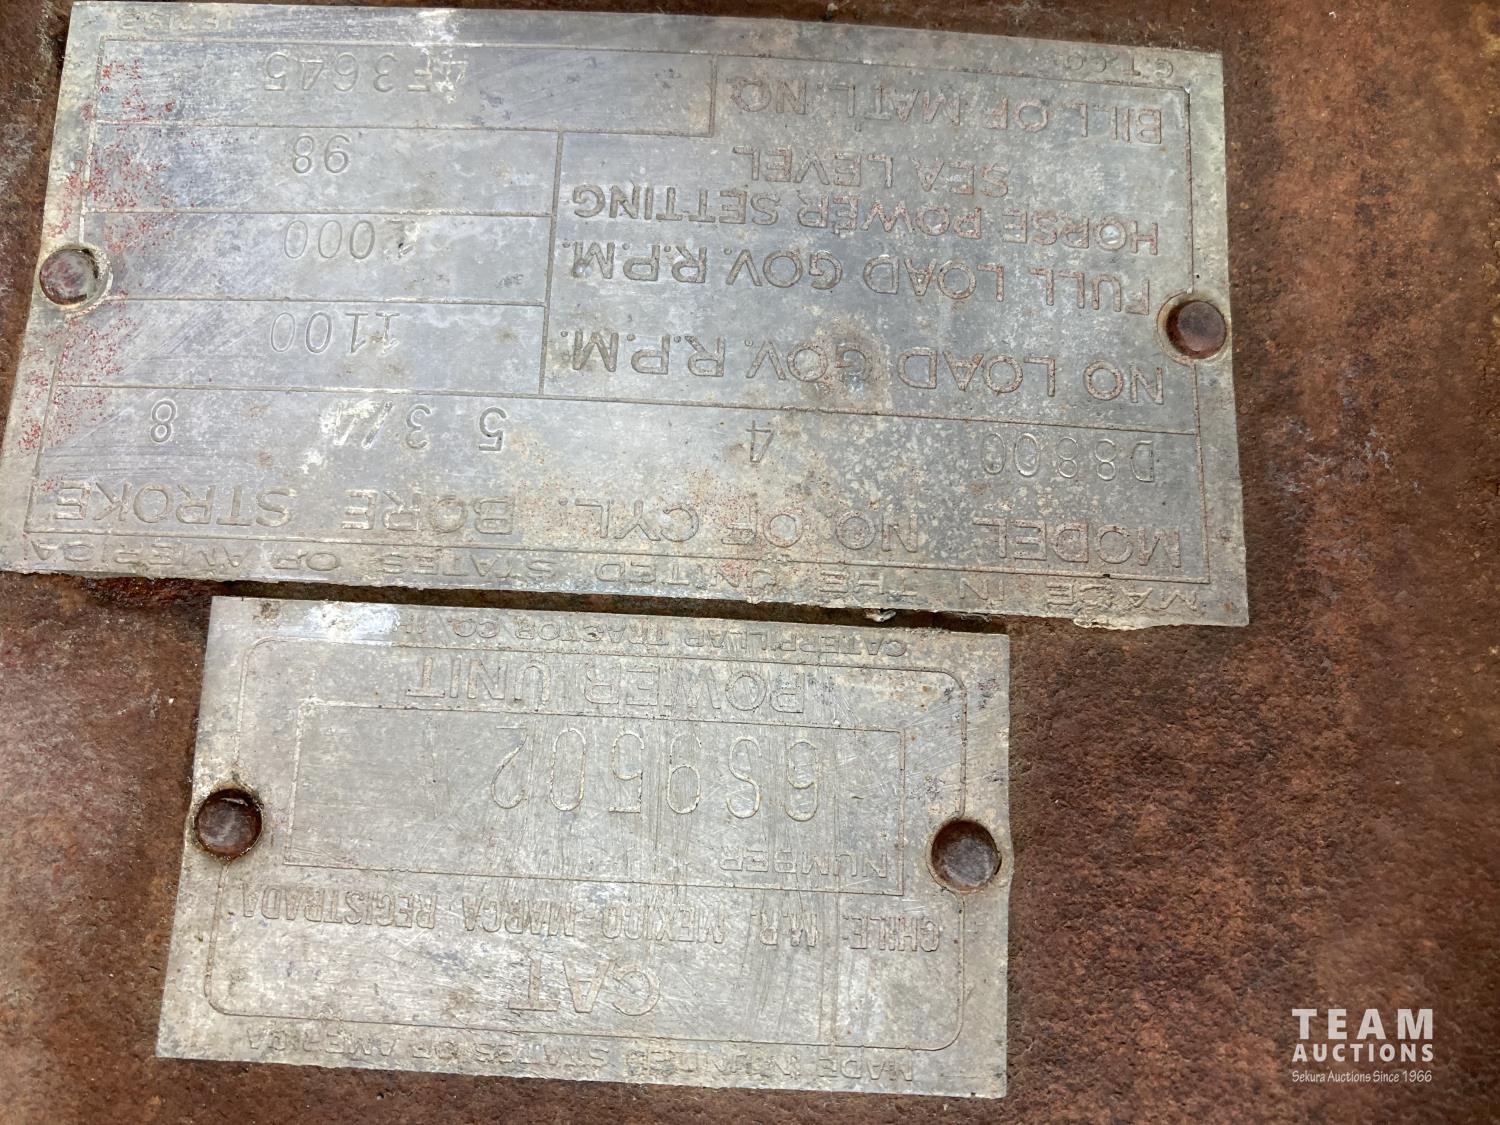 MADE IN UNITED STATES OF AMERICA
CAT
CHILE. M.R. MEXICO-MARCA REGISTRADA
NUMBER
6S9502
POWER UNIT
CATERPILLAR TRACTOR CO.
MADE IN THE UNITED STATES OF AMERICA
MODEL NO. OF CYL. BORE STROKE
D8800 4 5 3/4 8
NO LOAD GOV. R.P.M. 1100
FULL LOAD GOV. R.P.M. 1000
HORSE POWER SETTING
SEA LEVEL 98
BILL OF MATL. NO. 4F3645
C.T.CO.
TEAM
AUCTIONS
Sekura Auctions Since 1966